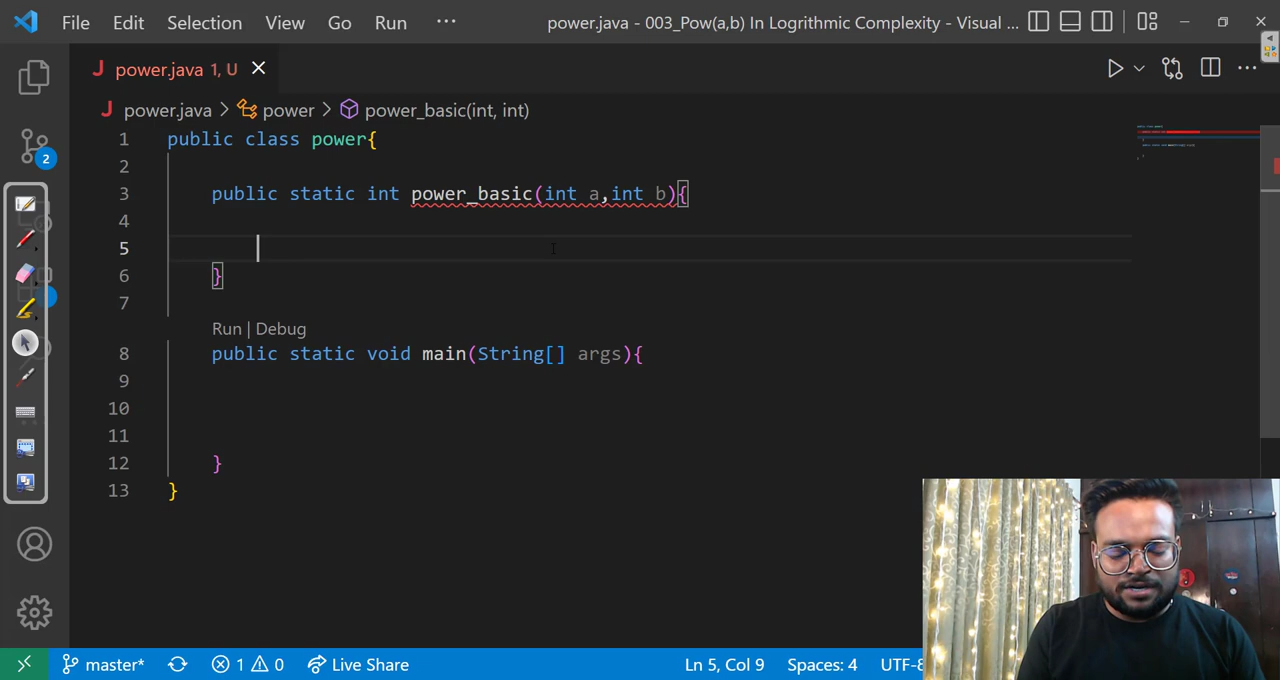 File Edit Selection View Go Run ··· power.java - 003_Pow(a,b) In Logrithmic Complexity - Visual ...
J power.java 1, U
J power.java > power > power_basic(int, int)
1 public class power{
2
3 public static int power_basic(int a,int b){
4
5
6 }
7
Run | Debug
8 public static void main(String[] args){
9
10
11
12 }
13 }
2
master* 1 0 Live Share Ln 5, Col 9 Spaces: 4 UTF-8